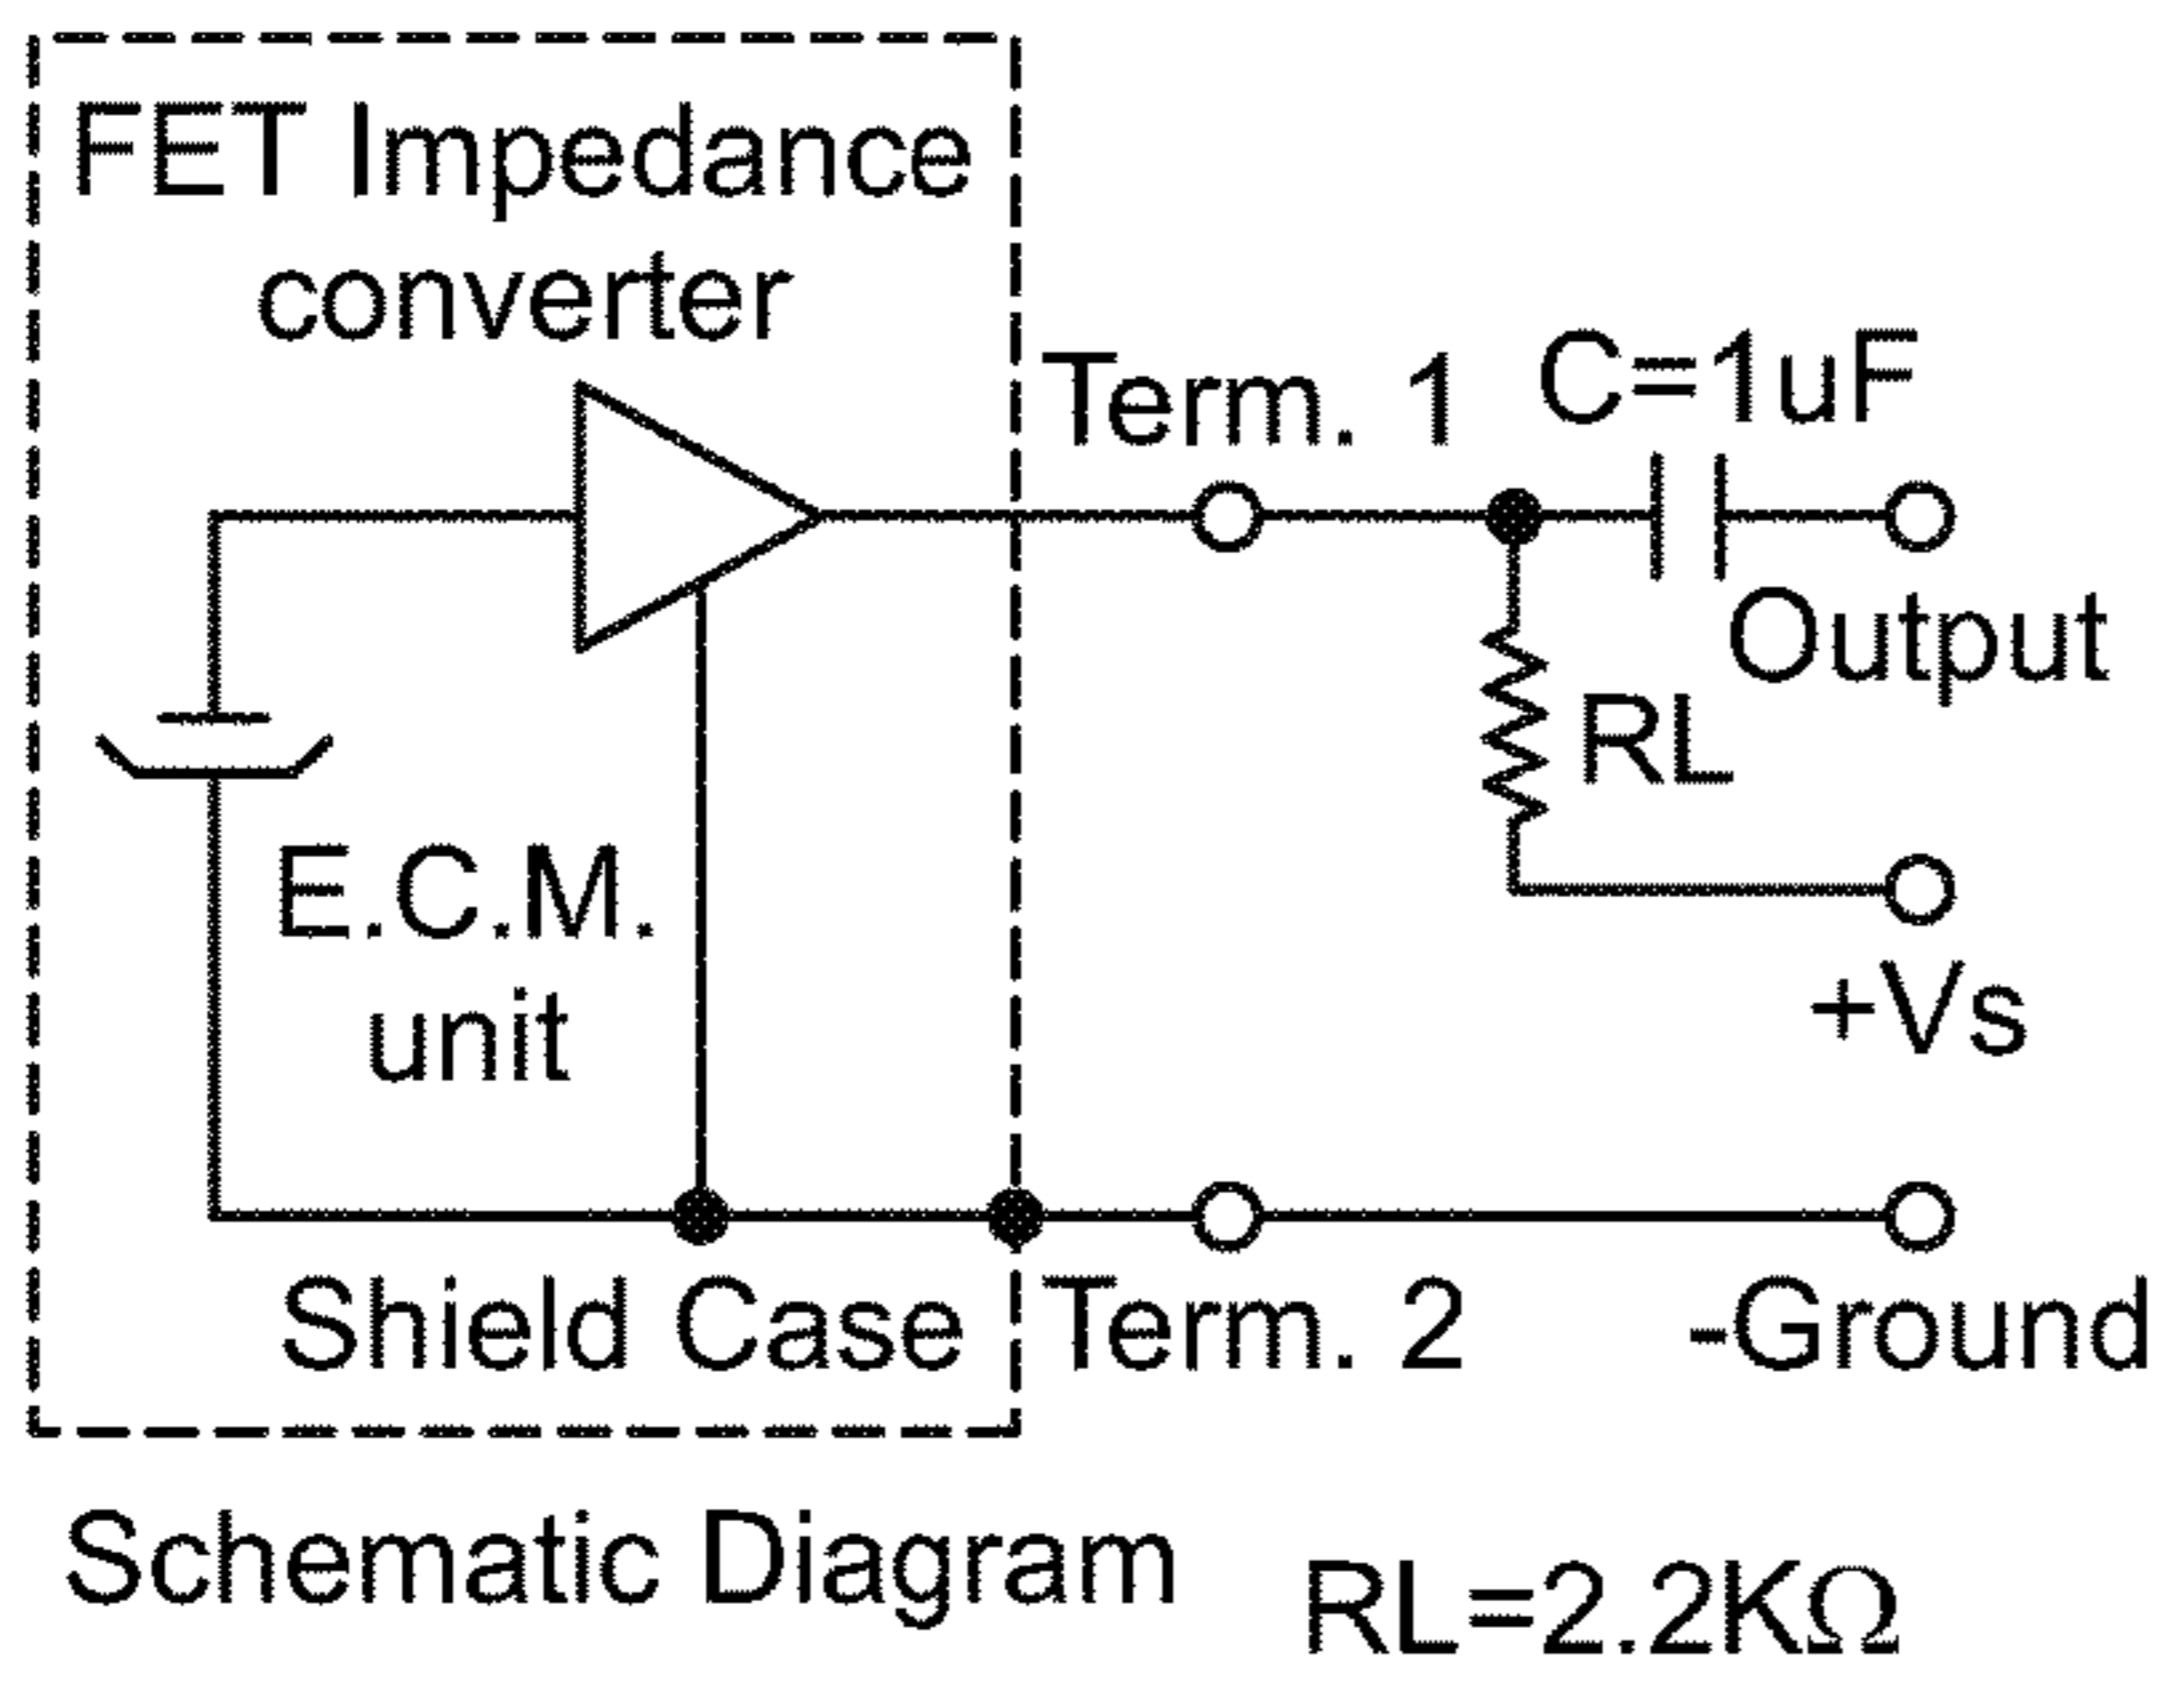 FET Impedance
converter
Term. 1
C=1uF
Output
RL
E.C.M.
unit
+Vs
Shield Case
Term. 2
-Ground
Schematic Diagram
RL=2.2KΩ